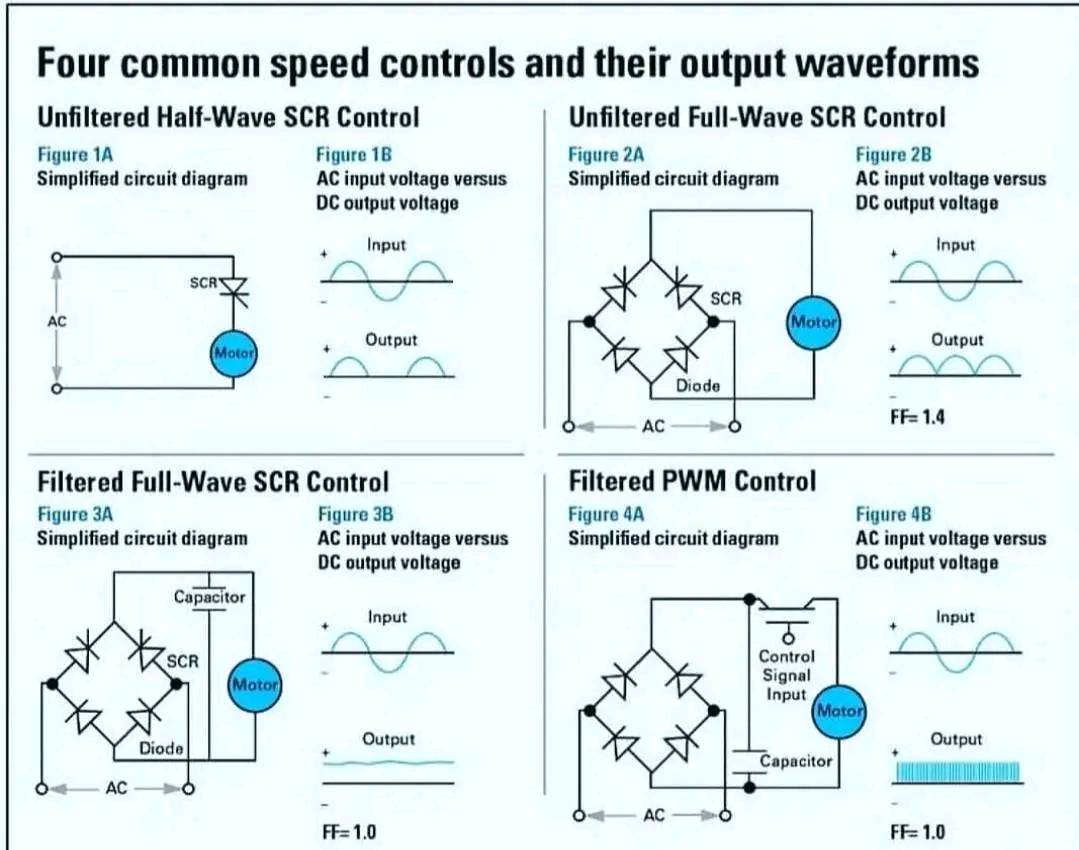 Four common speed controls and their output waveforms
Unfiltered Half-Wave SCR Control
Figure 1A
Simplified circuit diagram
Figure 1B
AC input voltage versus
DC output voltage
SCR
AC
Motor
+
Input
-
+
Output
-
Unfiltered Full-Wave SCR Control
Figure 2A
Simplified circuit diagram
Figure 2B
AC input voltage versus
DC output voltage
SCR
Motor
Diode
AC
+
Input
-
+
Output
-
FF= 1.4
Filtered Full-Wave SCR Control
Figure 3A
Simplified circuit diagram
Figure 3B
AC input voltage versus
DC output voltage
Capacitor
SCR
Motor
Diode
AC
+
Input
-
+
Output
-
FF= 1.0
Filtered PWM Control
Figure 4A
Simplified circuit diagram
Figure 4B
AC input voltage versus
DC output voltage
Control
Signal
Input
Motor
Capacitor
AC
+
Input
-
+
Output
-
FF= 1.0